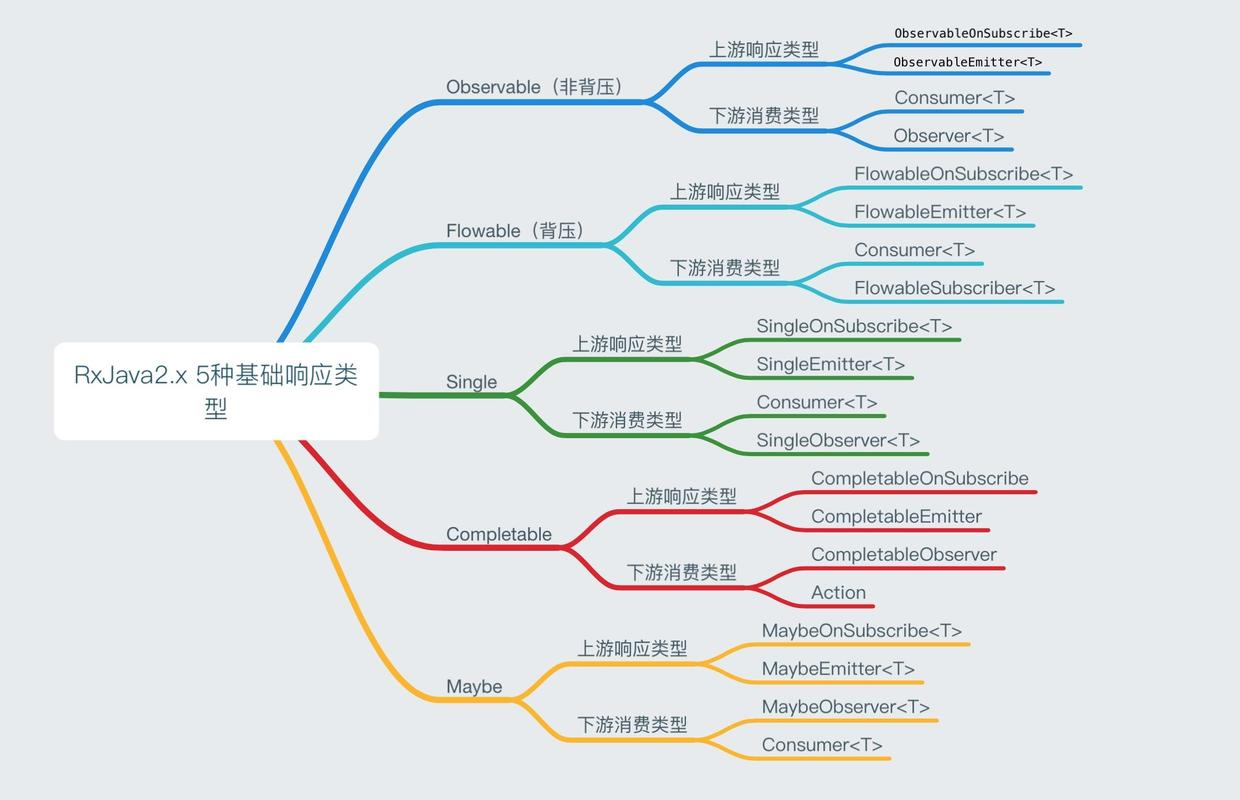 RxJava2.x 5种基础响应类
型
Observable（非背压）
上游响应类型
ObservableOnSubscribe<T>
ObservableEmitter<T>
下游消费类型
Consumer<T>
Observer<T>
Flowable（背压）
上游响应类型
FlowableOnSubscribe<T>
FlowableEmitter<T>
下游消费类型
Consumer<T>
FlowableSubscriber<T>
Single
上游响应类型
SingleOnSubscribe<T>
SingleEmitter<T>
下游消费类型
Consumer<T>
SingleObserver<T>
Completable
上游响应类型
CompletableOnSubscribe
CompletableEmitter
下游消费类型
CompletableObserver
Action
Maybe
上游响应类型
MaybeOnSubscribe<T>
MaybeEmitter<T>
下游消费类型
MaybeObserver<T>
Consumer<T>